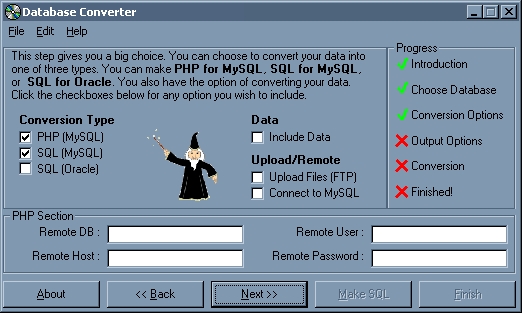 Database Converter
File Edit Help
This step gives you a big choice. You can choose to convert your data into
one of three types. You can make PHP for MySQL, SQL for MySQL,
or SQL for Oracle. You also have the option of converting your data.
Click the checkboxes below for any option you wish to include.
Conversion Type
PHP (MySQL)
SQL (MySQL)
SQL (Oracle)
Data
Include Data
Upload/Remote
Upload Files (FTP)
Connect to MySQL
Progress
Introduction
Choose Database
Conversion Options
Output Options
Conversion
Finished!
PHP Section
Remote DB :
Remote User :
Remote Host :
Remote Password :
About
<< Back
Next >>
Make SQL
Finish